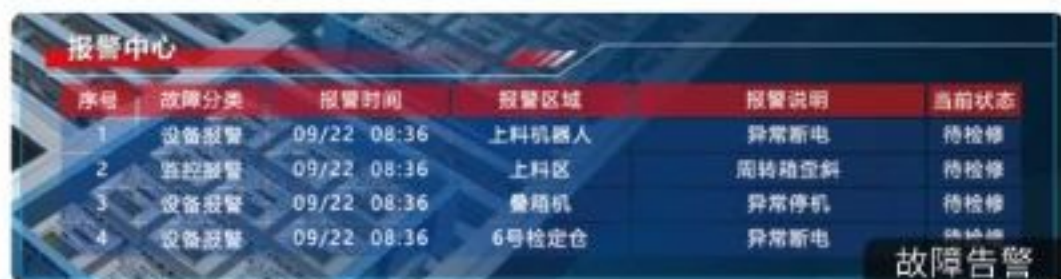 报警中心
序号 故障分类 报警时间 报警区域 报警说明 当前状态
1 设备报警 09/22 08:36 上料机器人 异常断电 待检修
2 监控报警 09/22 08:36 上料区 周转箱歪斜 待检修
3 设备报警 09/22 08:36 叠箱机 异常停机 待检修
4 设备报警 09/22 08:36 6号检定仓 异常断电 待检修
故障告警